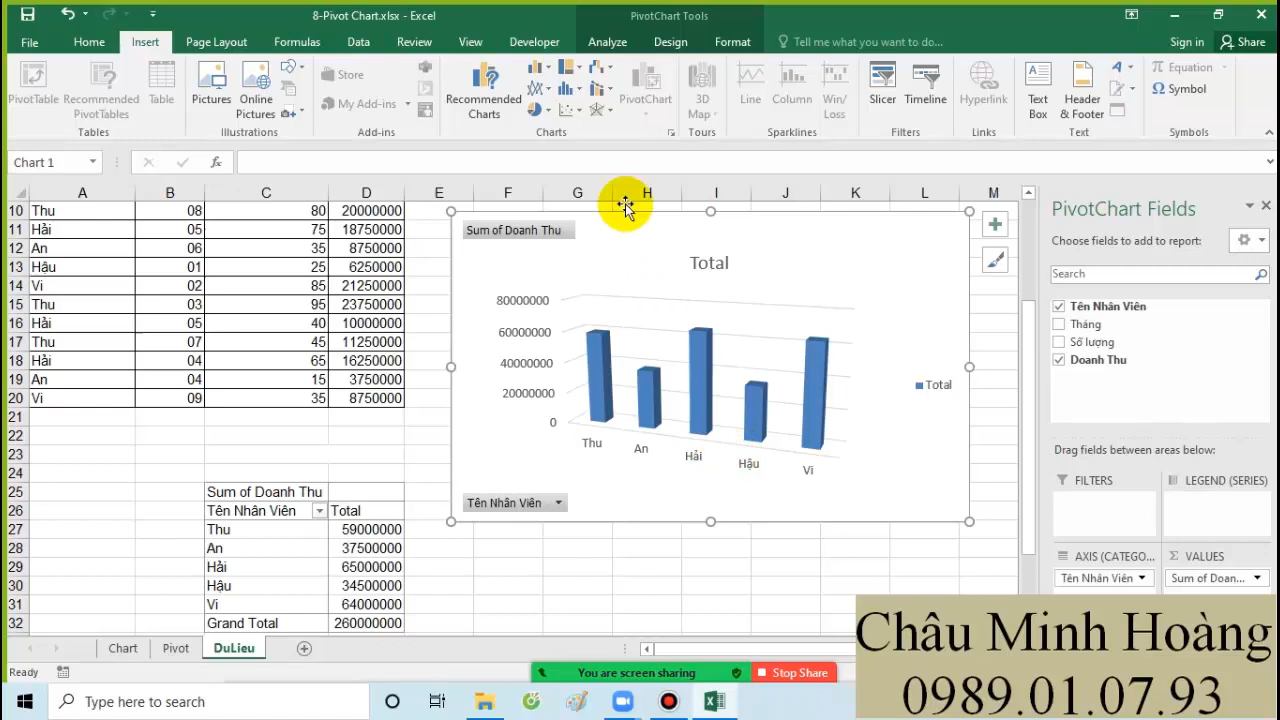 8-Pivot Chart.xlsx - Excel
PivotChart Tools
File Home Insert Page Layout Formulas Data Review View Developer Analyze Design Format Tell me what you want to do... Sign in Share
PivotTable Recommended PivotTables Table
Pictures Online Pictures
Store
My Add-ins
Recommended Charts
PivotChart
3D Map
Line Column Win/ Loss
Slicer Timeline
Hyperlink
Text Box Header & Footer
Equation
Symbol
Tables Illustrations Add-ins Charts Tours Sparklines Filters Links Text Symbols
Chart 1
fx
A B C D E F G H I J K L M
10 Thu 08 80 20000000
11 Hải 05 75 18750000
12 An 06 35 8750000
13 Hậu 01 25 6250000
14 Vi 02 85 21250000
15 Thu 03 95 23750000
16 Hải 05 40 10000000
17 Thu 07 45 11250000
18 Hải 04 65 16250000
19 An 04 15 3750000
20 Vi 09 35 8750000
21
22
23
24
25 Sum of Doanh Thu
26 Tên Nhân Viên Total
27 Thu 59000000
28 An 37500000
29 Hải 65000000
30 Hậu 34500000
31 Vi 64000000
32 Grand Total 260000000
Sum of Doanh Thu
Total
80000000
60000000
40000000
20000000
0
Thu An Hải Hậu Vi
Total
Tên Nhân Viên
PivotChart Fields
Choose fields to add to report:
Search
Tên Nhân Viên
Tháng
Số lượng
Doanh Thu
Drag fields between areas below:
FILTERS LEGEND (SERIES)
AXIS (CATEGO... Σ VALUES
Tên Nhân Viên Sum of Doan...
Chart Pivot DuLieu
Ready
You are screen sharing Stop Share
Type here to search
Châu Minh Hoàng
0989.01.07.93